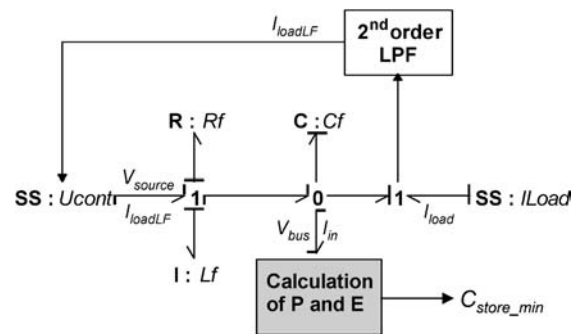 I_loadLF
2nd order
LPF
R : Rf
C : Cf
V_source
SS : Ucont
1
0
1
SS : ILoad
I_loadLF
I_load
V_bus
I_in
I : Lf
Calculation
of P and E
C_store_min